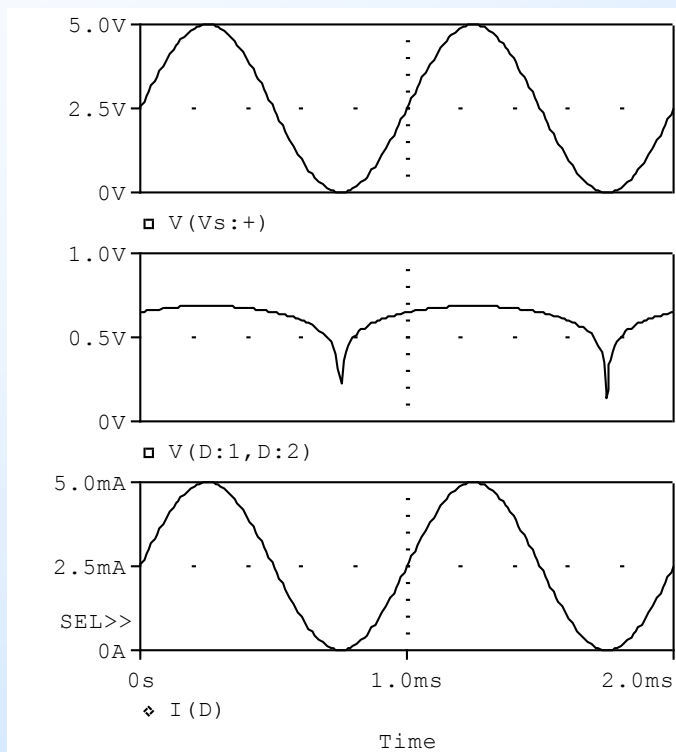 5.0V
2.5V
0V
V(Vs:+)
1.0V
0.5V
0V
V(D:1,D:2)
5.0mA
2.5mA
SEL>>
0A
0s 1.0ms 2.0ms
I(D)
Time